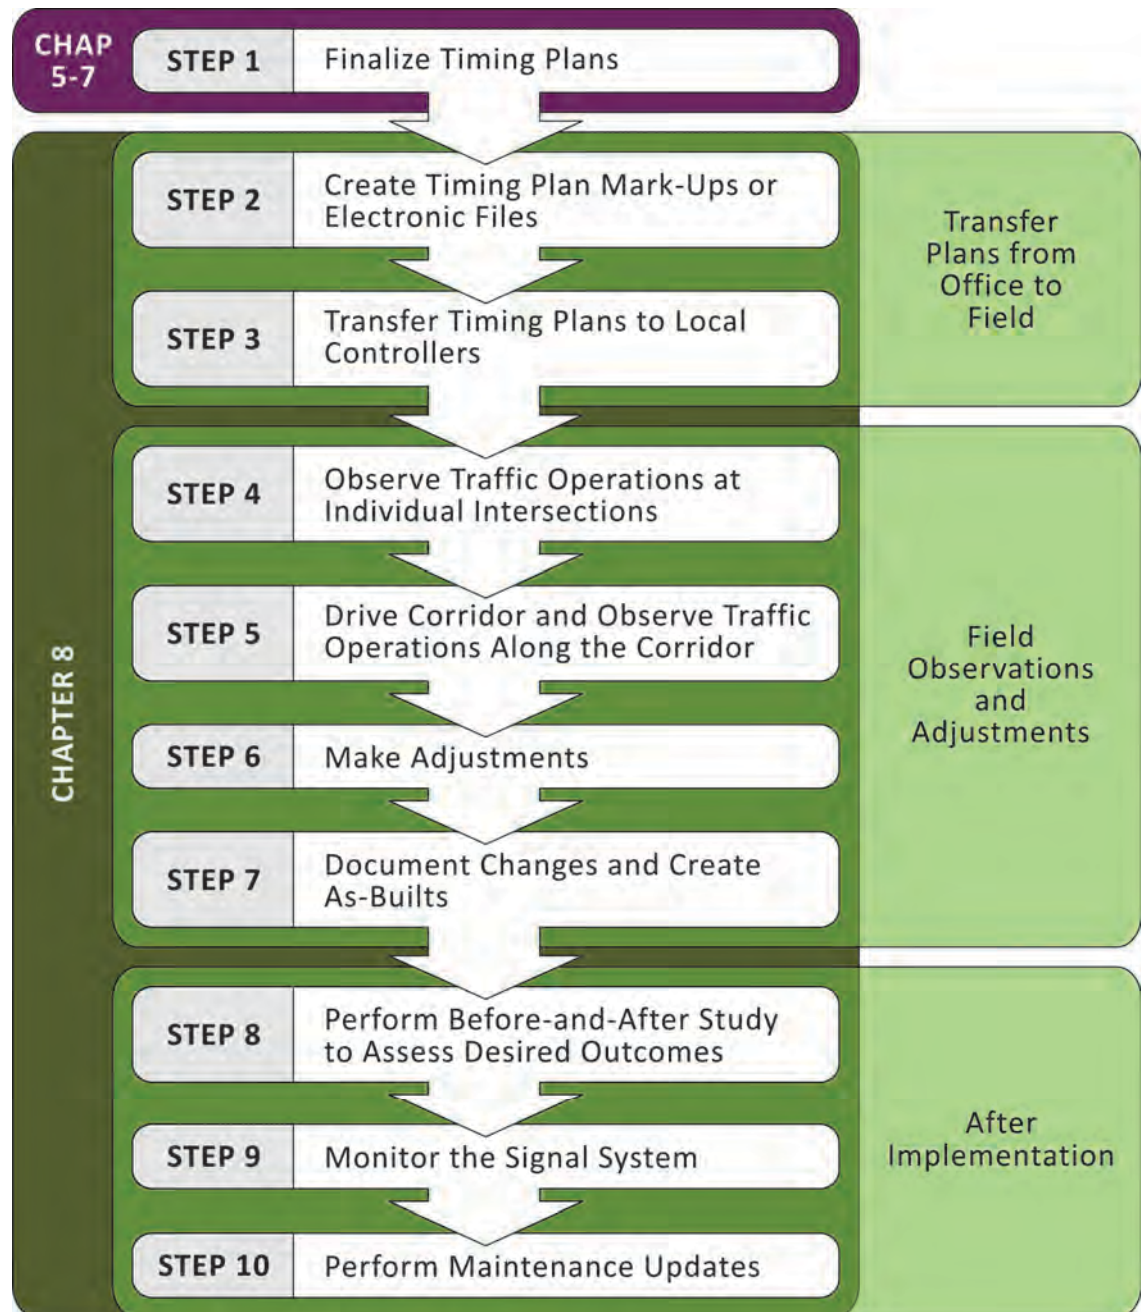 CHAP
5-7
STEP 1
Finalize Timing Plans
CHAPTER 8
STEP 2
Create Timing Plan Mark-Ups or
Electronic Files
STEP 3
Transfer Timing Plans to Local
Controllers
Transfer
Plans from
Office to
Field
STEP 4
Observe Traffic Operations at
Individual Intersections
STEP 5
Drive Corridor and Observe Traffic
Operations Along the Corridor
STEP 6
Make Adjustments
STEP 7
Document Changes and Create
As-Builts
Field
Observations
and
Adjustments
STEP 8
Perform Before-and-After Study
to Assess Desired Outcomes
STEP 9
Monitor the Signal System
STEP 10
Perform Maintenance Updates
After
Implementation